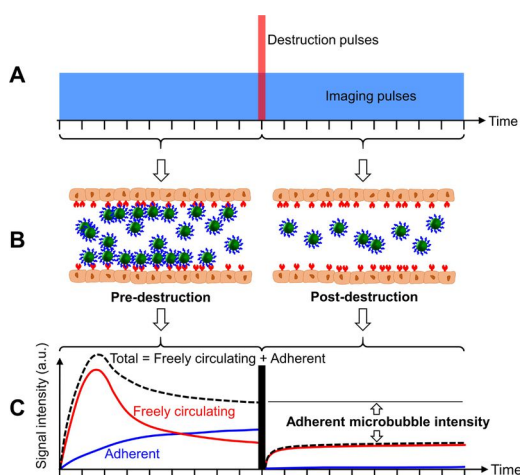 Destruction pulses
A
Imaging pulses
Time
B
Pre-destruction
Post-destruction
Signal intensity (a.u.)
Total = Freely circulating + Adherent
C
Freely circulating
Adherent microbubble intensity
Adherent
Time